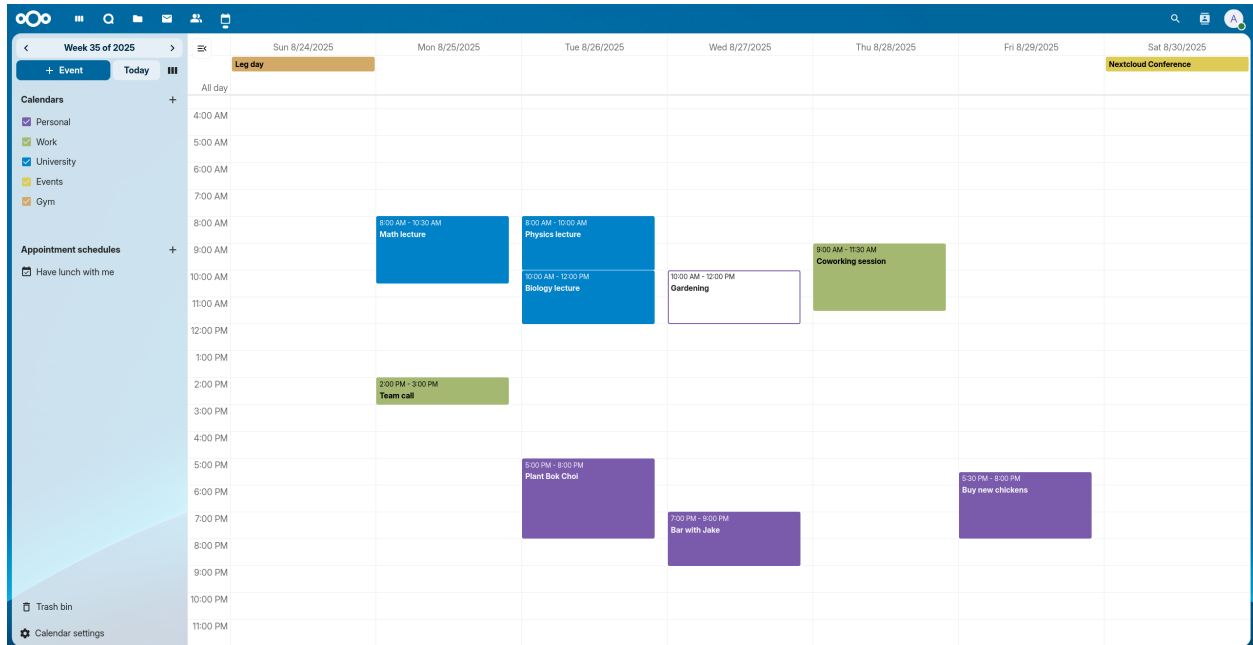 A
Week 35 of 2025
+ Event
Today
Calendars
Personal
Work
University
Events
Gym
Appointment schedules
Have lunch with me
Trash bin
Calendar settings
Sun 8/24/2025
Mon 8/25/2025
Tue 8/26/2025
Wed 8/27/2025
Thu 8/28/2025
Fri 8/29/2025
Sat 8/30/2025
Leg day
Nextcloud Conference
All day
4:00 AM
5:00 AM
6:00 AM
7:00 AM
8:00 AM
8:00 AM - 10:30 AM
Math lecture
8:00 AM - 10:00 AM
Physics lecture
9:00 AM
9:00 AM - 11:30 AM
Coworking session
10:00 AM
10:00 AM - 12:00 PM
Biology lecture
10:00 AM - 12:00 PM
Gardening
11:00 AM
12:00 PM
1:00 PM
2:00 PM
2:00 PM - 3:00 PM
Team call
3:00 PM
4:00 PM
5:00 PM
5:00 PM - 8:00 PM
Plant Bok Choi
5:30 PM - 8:00 PM
Buy new chickens
6:00 PM
7:00 PM
7:00 PM - 9:00 PM
Bar with Jake
8:00 PM
9:00 PM
10:00 PM
11:00 PM